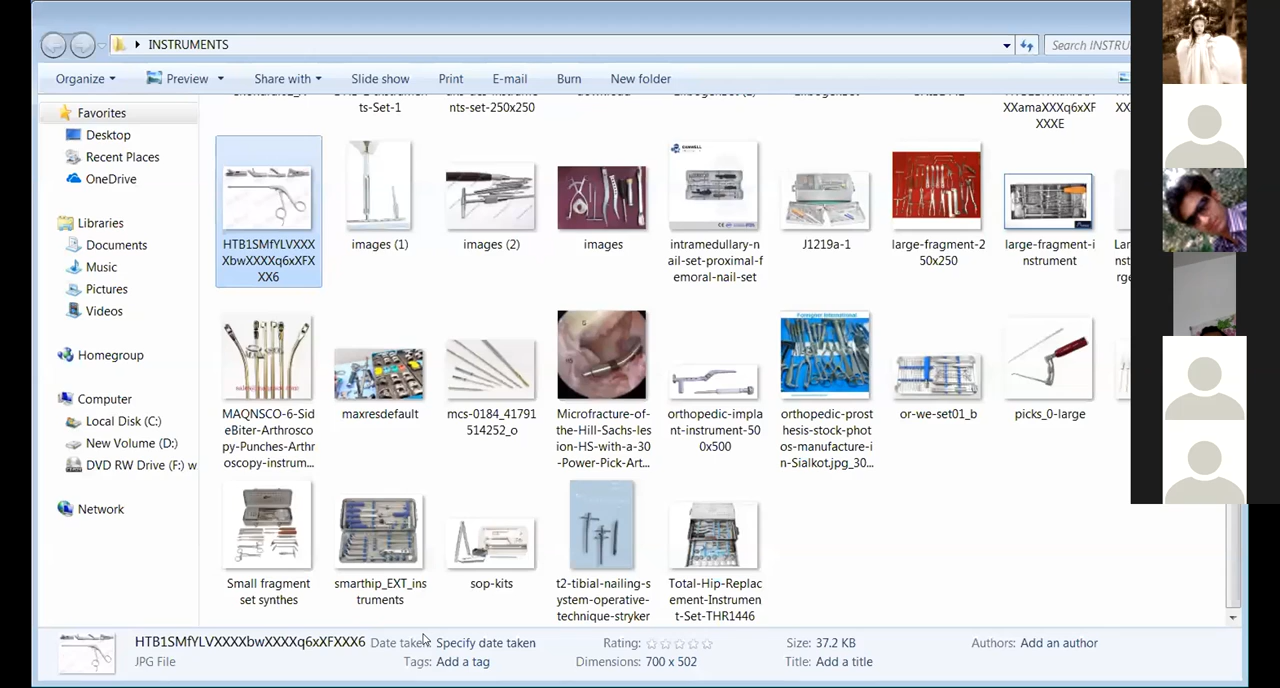 INSTRUMENTS
Search INSTRU
Organize
Preview
Share with
Slide show
Print
E-mail
Burn
New folder
Favorites
Desktop
Recent Places
OneDrive
Libraries
Documents
Music
Pictures
Videos
Homegroup
Computer
Local Disk (C:)
New Volume (D:)
DVD RW Drive (F:) w
Network
ts-Set-1
nts-set-250x250
XXamaXXXq6xXF
XXXE
HTB1SMfYLVXXX
XbwXXXXq6xXFX
XX6
images (1)
images (2)
images
intramedullary-n
ail-set-proximal-f
emoral-nail-set
J1219a-1
large-fragment-2
50x250
large-fragment-i
nstrument
MAQNSCO-6-Sid
eBiter-Arthrosco
py-Punches-Arthr
oscopy-instrum...
maxresdefault
mcs-0184_41791
514252_o
Microfracture-of-
the-Hill-Sachs-les
ion-HS-with-a-30
-Power-Pick-Art...
orthopedic-impla
nt-instrument-50
0x500
orthopedic-prost
hesis-stock-phot
os-manufacture-i
n-Sialkot.jpg_30...
or-we-set01_b
picks_0-large
Small fragment
set synthes
smarthip_EXT_ins
truments
sop-kits
t2-tibial-nailing-s
ystem-operative-
technique-stryker
Total-Hip-Replac
ement-Instrumen
t-Set-THR1446
HTB1SMfYLVXXXXbwXXXXq6xXFXXX6
JPG File
Date taken: Specify date taken
Tags: Add a tag
Rating:
Dimensions: 700 x 502
Size: 37.2 KB
Title: Add a title
Authors: Add an author